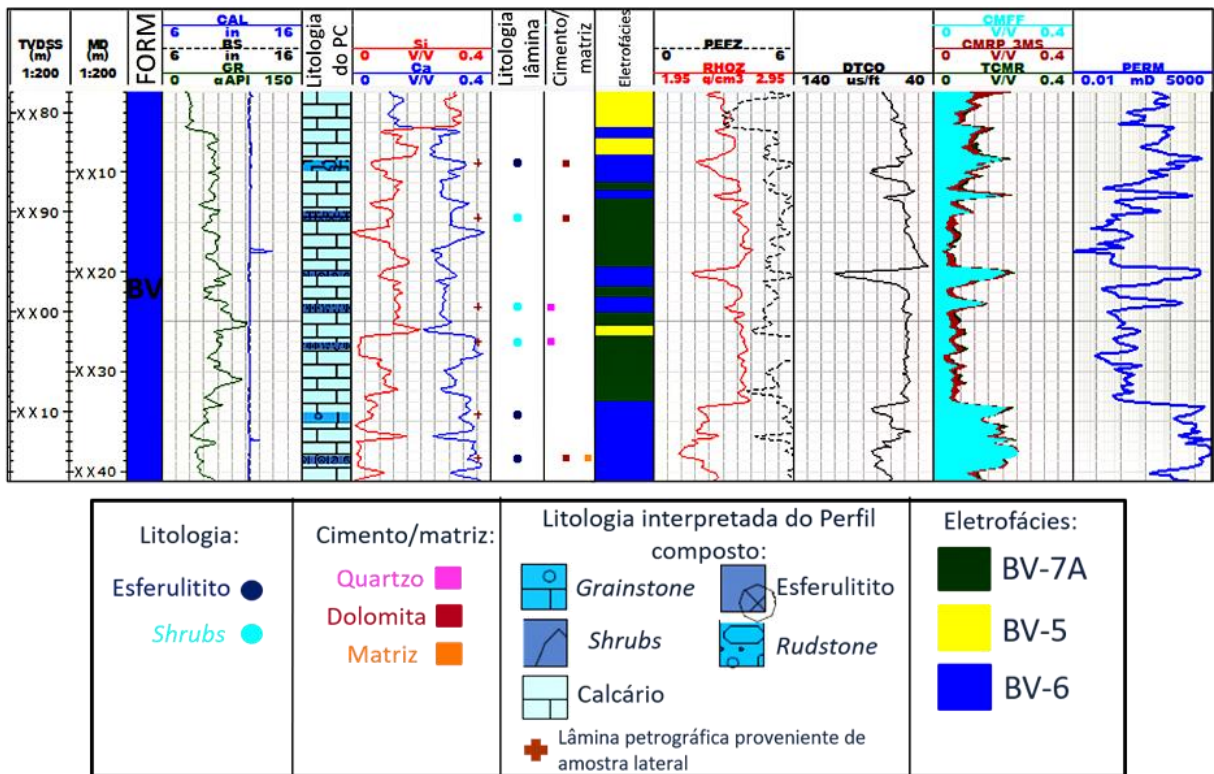 TVDSS
(m)
1:200
MD
(m)
1:200
FORM
CAL
6 in 16
BS
6 in 16
GR
0 gAPI 150
Litologia
do PC
Si
0 V/V 0.4
Ca
0 V/V 0.4
Litologia
lâmina
Cimento/
matriz
Eletrofácies
PEFZ
0 6
RHOZ
1.95 g/cm3 2.95
DTCO
140 us/ft 40
CMFF
0 V/V 0.4
CMRP_3MS
0 V/V 0.4
TCMR
0 V/V 0.4
PERM
0.01 mD 5000
XX80
XX10
XX90
XX20
BV
XX00
XX30
XX10
XX40
Litologia:
Esferulitito
Shrubs
Cimento/matriz:
Quartzo
Dolomita
Matriz
Litologia interpretada do Perfil
composto:
Grainstone
Esferulitito
Shrubs
Rudstone
Calcário
Lâmina petrográfica proveniente de
amostra lateral
Eletrofácies:
BV-7A
BV-5
BV-6